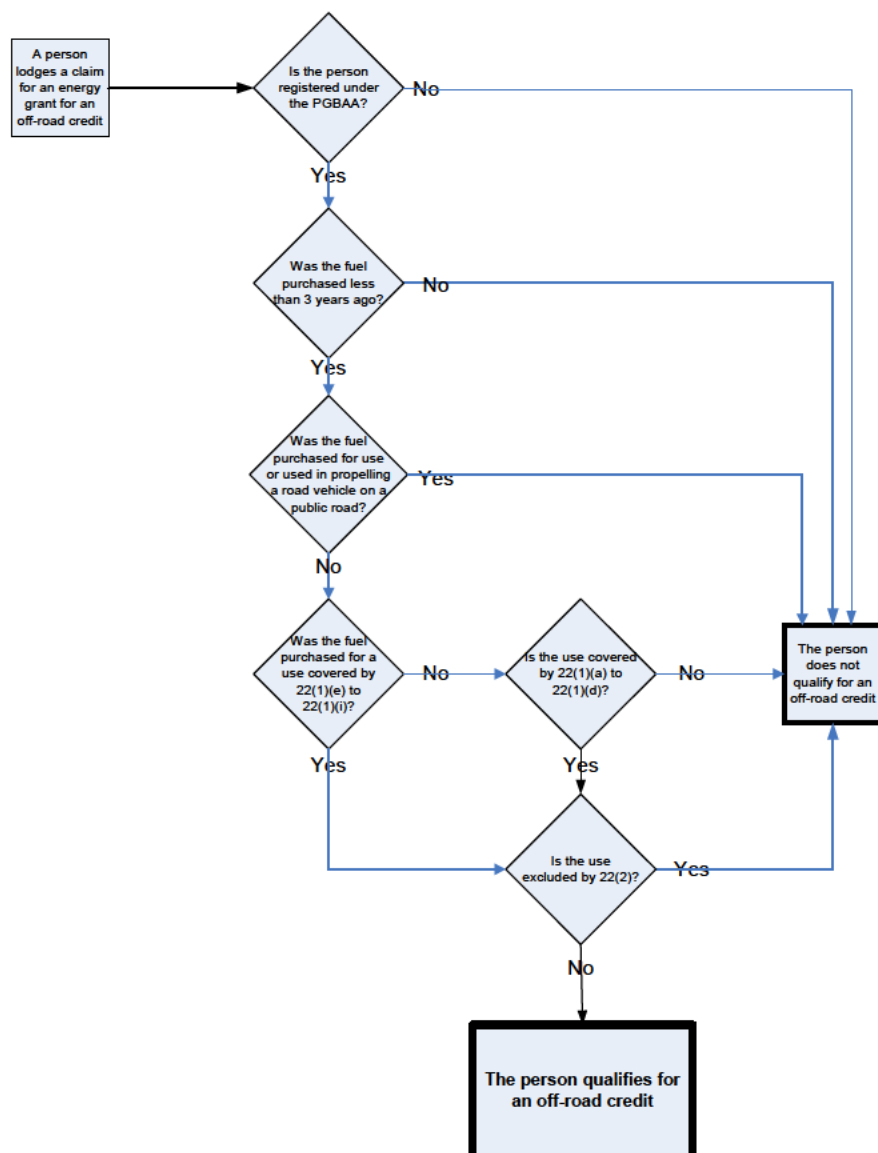 A person
lodges a claim
for an energy
grant for an
off-road credit
Is the person
registered under
the PGBAA?
No
Yes
Was the fuel
purchased less
than 3 years ago?
No
Yes
Was the fuel
purchased for use
or used in propelling
a road vehicle on a
public road?
Yes
No
Was the fuel
purchased for a
use covered by
22(1)(e) to
22(1)(i)?
No
Is the use covered
by 22(1)(a) to
22(1)(d)?
No
The person
does not
qualify for an
off-road credit
Yes
Yes
Is the use
excluded by 22(2)?
Yes
No
The person qualifies for
an off-road credit